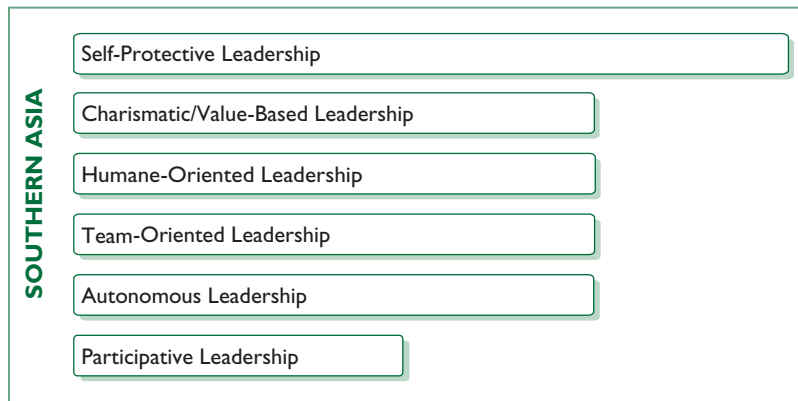 SOUTHERN ASIA
Self-Protective Leadership
Charismatic/Value-Based Leadership
Humane-Oriented Leadership
Team-Oriented Leadership
Autonomous Leadership
Participative Leadership